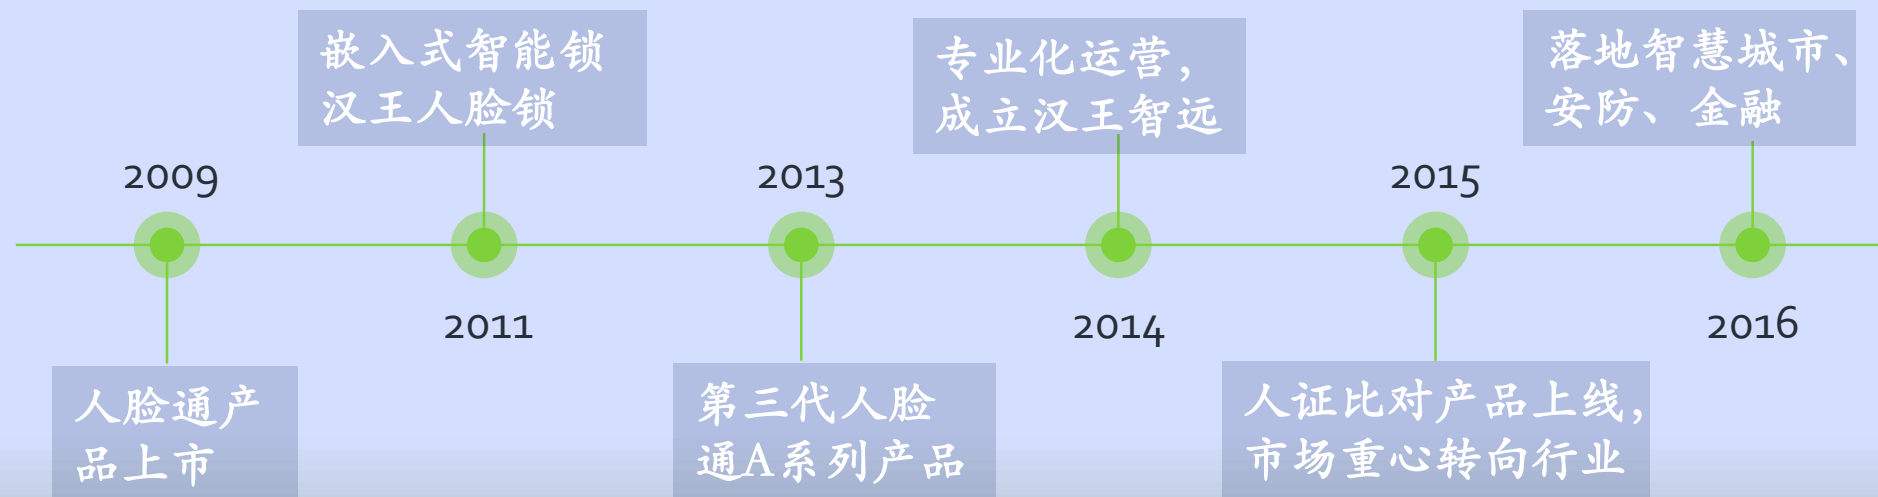 2009
人脸通产
品上市
嵌入式智能锁
汉王人脸锁
2011
2013
第三代人脸
通A系列产品
专业化运营，
成立汉王智远
2014
2015
人证比对产品上线，
市场重心转向行业
落地智慧城市、
安防、金融
2016